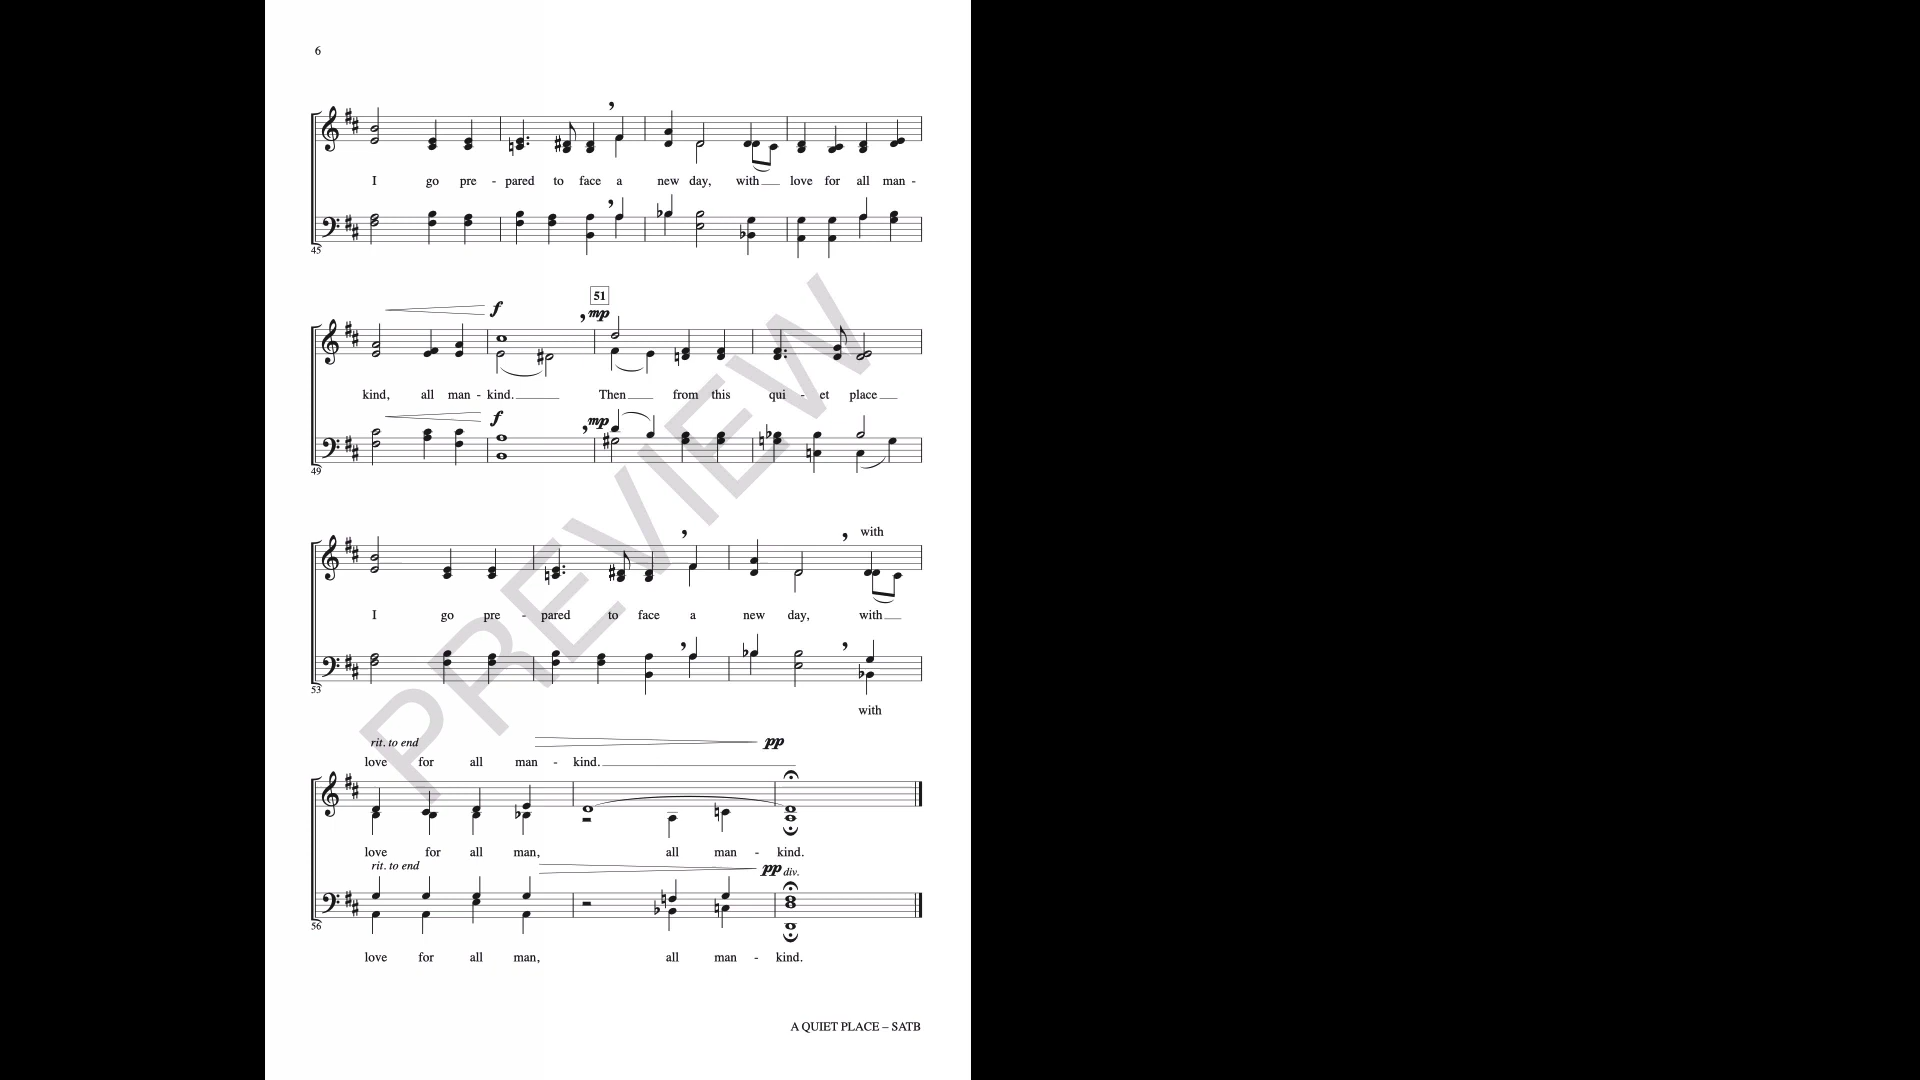 6
I go pre - pared to face a new day, with love for all man -
45
51
f mp
kind, all man - kind. Then from this qui - et place
f mp
49
with
I go pre - pared to face a new day, with
53
with
rit. to end pp
love for all man - kind.
love for all man, all man - kind.
rit. to end pp div.
56
love for all man, all man - kind.
PREVIEW
A QUIET PLACE – SATB